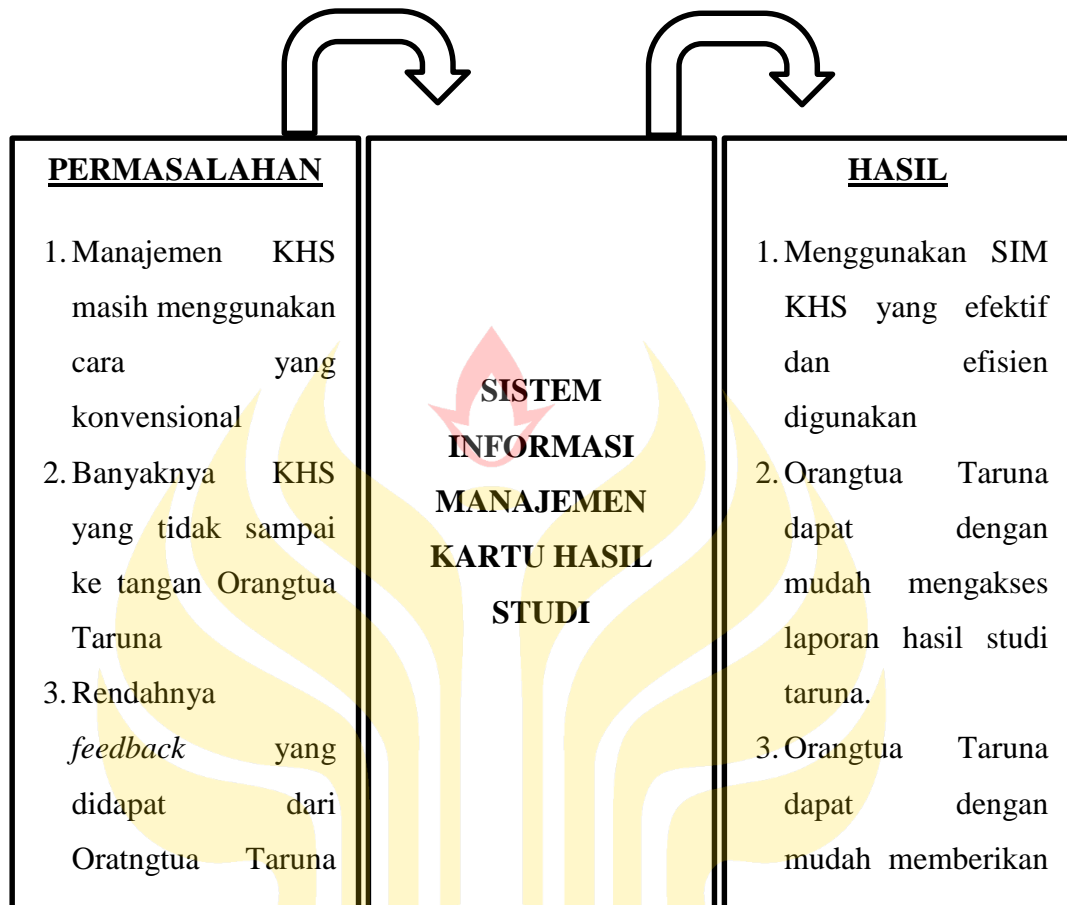 PERMASALAHAN
1. Manajemen KHS
masih menggunakan
cara yang
konvensional
2. Banyaknya KHS
yang tidak sampai
ke tangan Orangtua
Taruna
3. Rendahnya
feedback yang
didapat dari
Oratngtua Taruna
SISTEM
INFORMASI
MANAJEMEN
KARTU HASIL
STUDI
HASIL
1. Menggunakan SIM
KHS yang efektif
dan efisien
digunakan
2. Orangtua Taruna
dapat dengan
mudah mengakses
laporan hasil studi
taruna.
3. Orangtua Taruna
dapat dengan
mudah memberikan